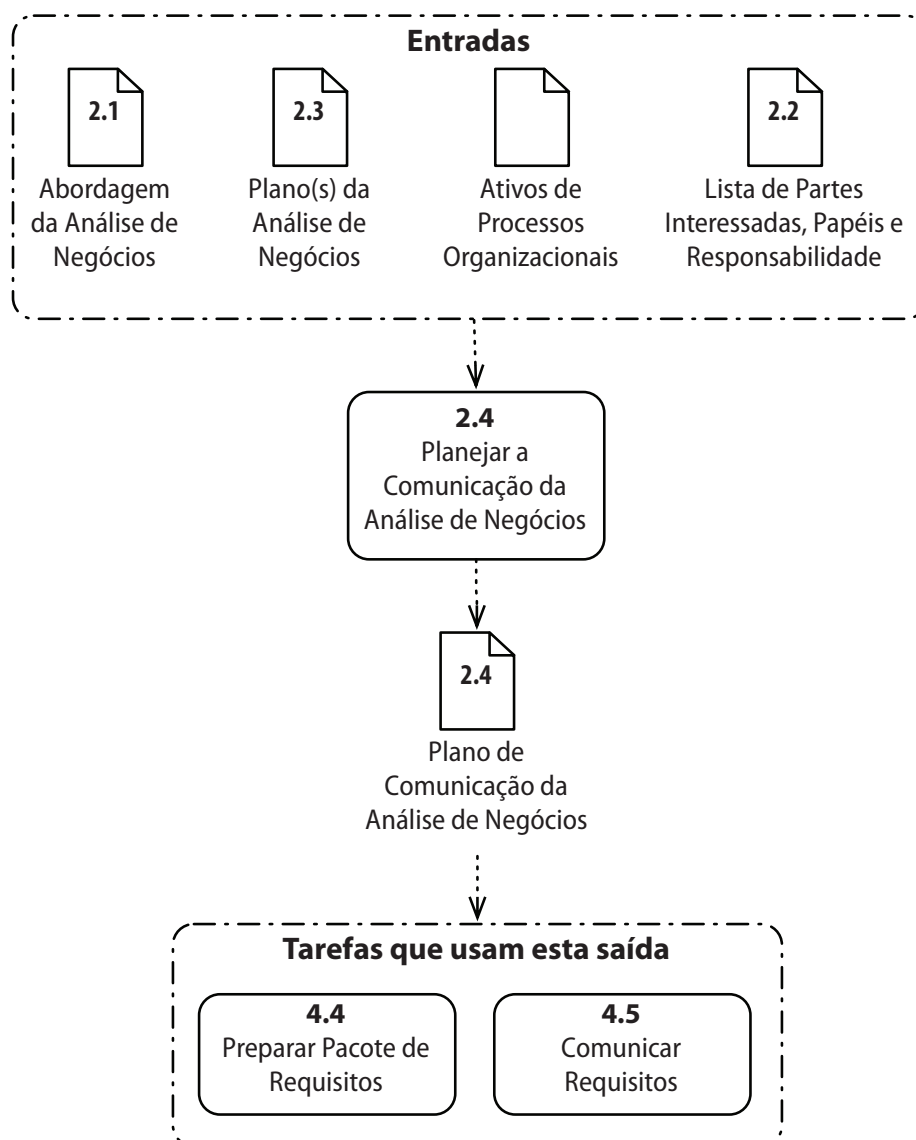 Entradas
2.1
Abordagem
da Análise de
Negócios
2.3
Plano(s) da
Análise de
Negócios
Ativos de
Processos
Organizacionais
2.2
Lista de Partes
Interessadas, Papéis e
Responsabilidade
2.4
Planejar a
Comunicação da
Análise de Negócios
2.4
Plano de
Comunicação da
Análise de Negócios
Tarefas que usam esta saída
4.4
Preparar Pacote de
Requisitos
4.5
Comunicar
Requisitos